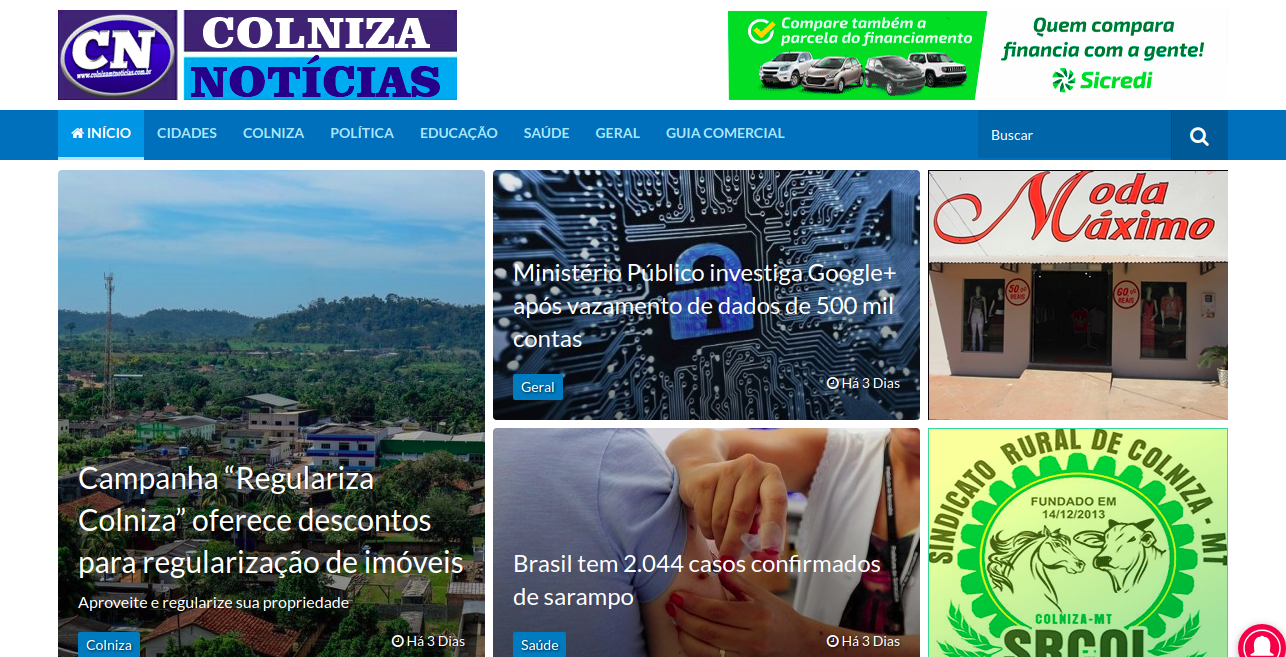 CN
www.colnizamtnoticias.com.br
COLNIZA
NOTÍCIAS
Compare também a
parcela do financiamento
Quem compara
financia com a gente!
Sicredi
INÍCIO
CIDADES
COLNIZA
POLÍTICA
EDUCAÇÃO
SAÚDE
GERAL
GUIA COMERCIAL
Buscar
Campanha “Regulariza
Colniza” oferece descontos
para regularização de imóveis
Aproveite e regularize sua propriedade
Colniza
Há 3 Dias
Ministério Público investiga Google+
após vazamento de dados de 500 mil
contas
Geral
Há 3 Dias
Brasil tem 2.044 casos confirmados
de sarampo
Saúde
Há 3 Dias
Moda
Máximo
50,00
REAIS
60,00
REAIS
SINDICATO RURAL DE COLNIZA - MT
FUNDADO EM
14/12/2013
COLNIZA-MT
SRCOL